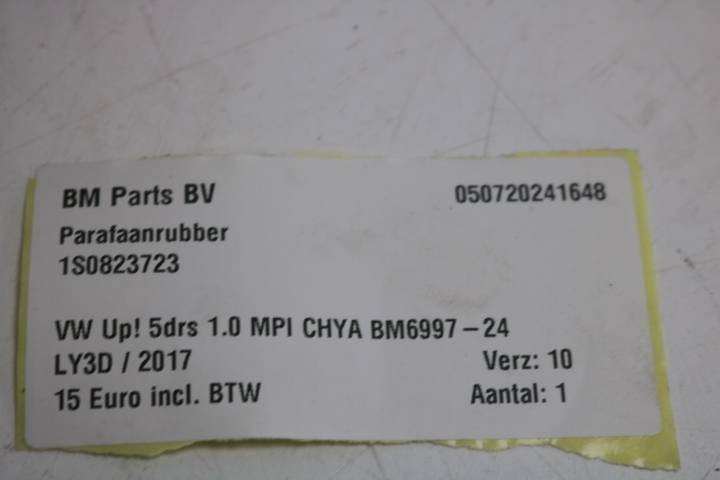 BM Parts BV 050720241648
Parafaanrubber
1S0823723
VW Up! 5drs 1.0 MPI CHYA BM6997-24
LY3D / 2017 Verz: 10
15 Euro incl. BTW Aantal: 1